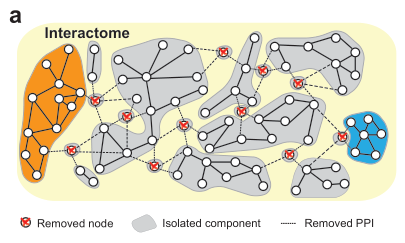 a
Interactome
Removed node
Isolated component
Removed PPI